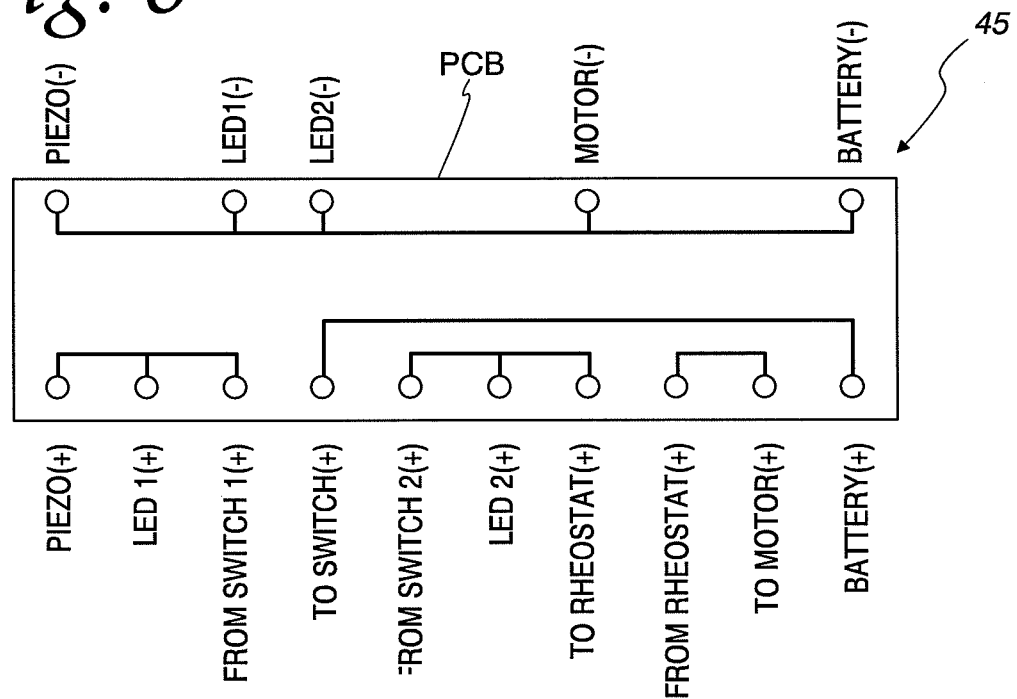 45
PCB
PIEZO(-)
LED1(-)
LED2(-)
MOTOR(-)
BATTERY(-)
PIEZO(+)
LED 1(+)
FROM SWITCH 1(+)
TO SWITCH(+)
FROM SWITCH 2(+)
LED 2(+)
TO RHEOSTAT(+)
FROM RHEOSTAT(+)
TO MOTOR(+)
BATTERY(+)